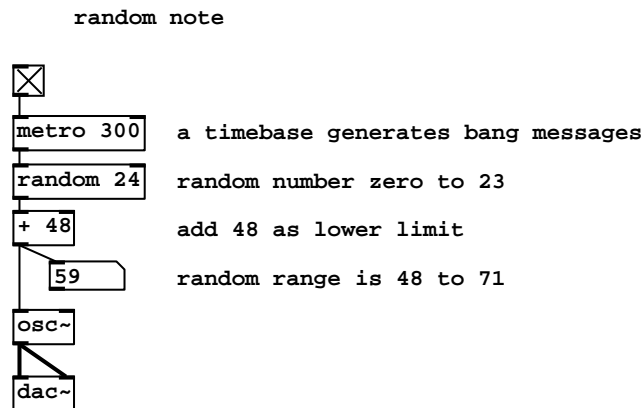 random note
metro 300 a timebase generates bang messages
random 24 random number zero to 23
+ 48 add 48 as lower limit
59 random range is 48 to 71
osc~
dac~